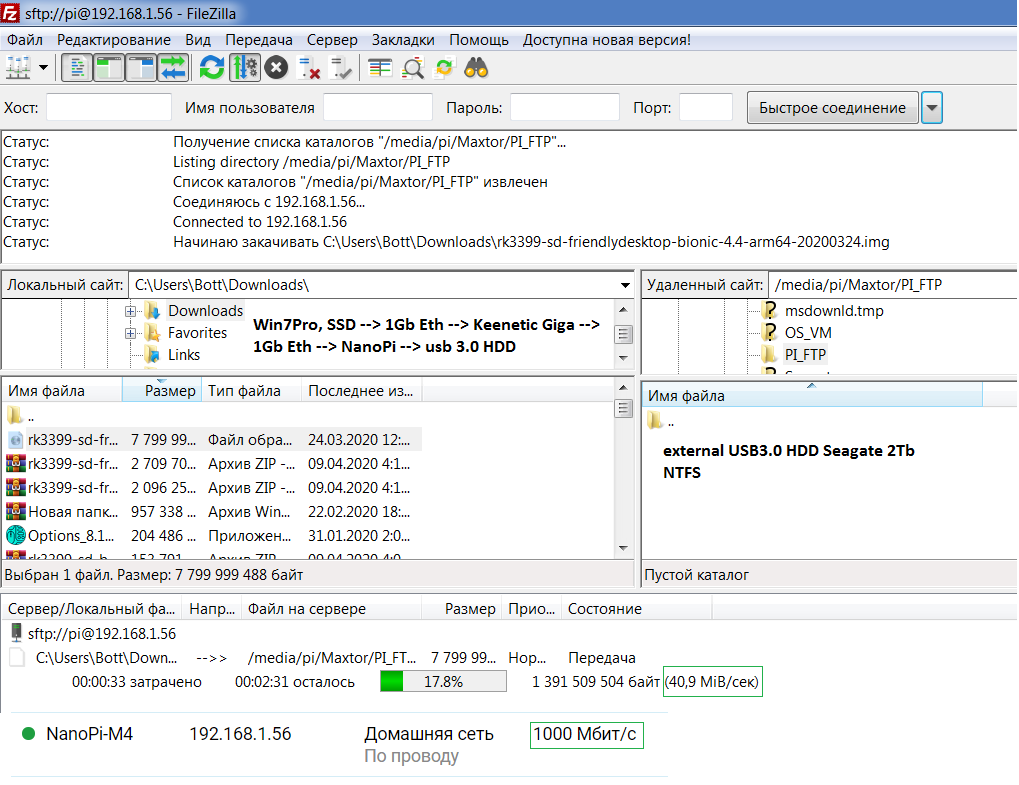 sftp://pi@192.168.1.56 - FileZilla
Файл Редактирование Вид Передача Сервер Закладки Помощь Доступна новая версия!
Хост: Имя пользователя Пароль: Порт: Быстрое соединение
Статус: Получение списка каталогов "/media/pi/Maxtor/PI_FTP"...
Статус: Listing directory /media/pi/Maxtor/PI_FTP
Статус: Список каталогов "/media/pi/Maxtor/PI_FTP" извлечен
Статус: Соединяюсь с 192.168.1.56...
Статус: Connected to 192.168.1.56
Статус: Начинаю закачивать C:\Users\Bott\Downloads\rk3399-sd-friendlydesktop-bionic-4.4-arm64-20200324.img
Локальный сайт: C:\Users\Bott\Downloads\
Downloads
Favorites
Links
Win7Pro, SSD --> 1Gb Eth --> Keenetic Giga -->
1Gb Eth --> NanoPi --> usb 3.0 HDD
Удаленный сайт: /media/pi/Maxtor/PI_FTP
msdownld.tmp
OS_VM
PI_FTP
Имя файла Размер Тип файла Последнее из...
..
rk3399-sd-fr... 7 799 99... Файл обра... 24.03.2020 12:...
rk3399-sd-fr... 2 709 70... Архив ZIP -... 09.04.2020 4:1...
rk3399-sd-fr... 2 096 25... Архив ZIP -... 09.04.2020 4:1...
Новая папк... 957 338 ... Архив Win... 22.02.2020 18:...
Options_8.1... 204 486 ... Приложен... 31.01.2020 2:0...
Выбран 1 файл. Размер: 7 799 999 488 байт
Имя файла
..
external USB3.0 HDD Seagate 2Tb
NTFS
Пустой каталог
Сервер/Локальный фа... Напр... Файл на сервере Размер Прио... Состояние
sftp://pi@192.168.1.56
C:\Users\Bott\Down... -->> /media/pi/Maxtor/PI_FT... 7 799 99... Нор... Передача
00:00:33 затрачено 00:02:31 осталось 17.8% 1 391 509 504 байт (40,9 MiB/сек)
NanoPi-M4 192.168.1.56 Домашняя сеть 1000 Мбит/с
По проводу